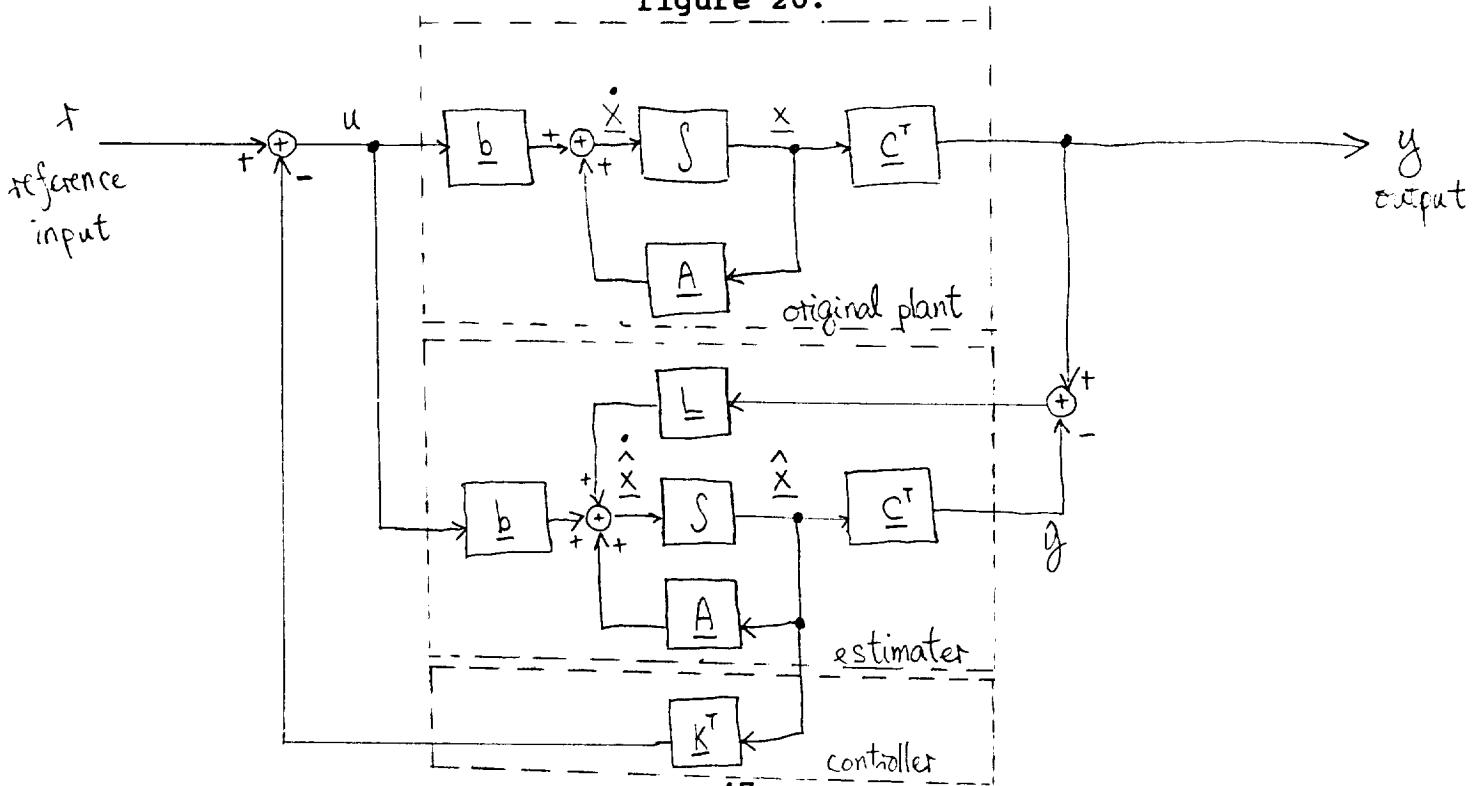 figure 20.
r
reference
input
+
-
u
b
+
+
ẋ
∫
x
cᵀ
y
output
A
original plant
L
+
-
b
+
+
+
x̂̇
∫
x̂
cᵀ
ŷ
A
estimater
Kᵀ
controller